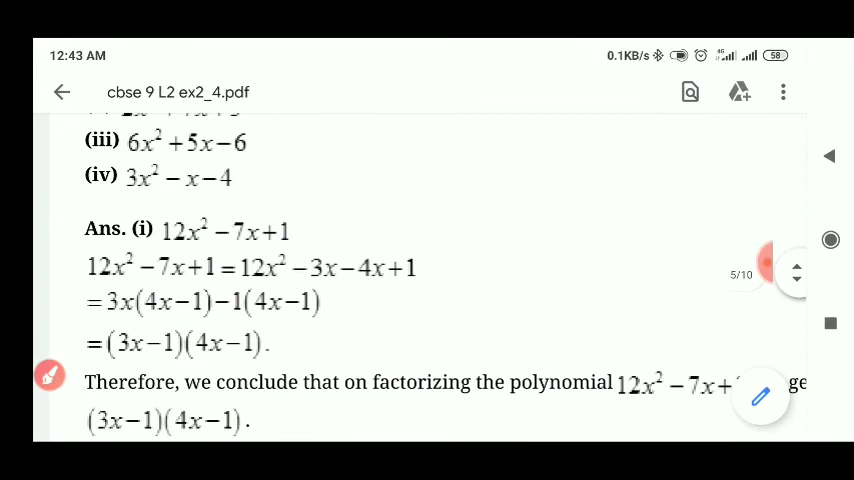 12:43 AM 0.1KB/s 4G 58
cbse 9 L2 ex2_4.pdf
(iii) 6x² + 5x − 6
(iv) 3x² − x − 4
Ans. (i) 12x² − 7x + 1
12x² − 7x + 1 = 12x² − 3x − 4x + 1
= 3x(4x − 1) − 1(4x − 1)
5/10
= (3x − 1)(4x − 1).
Therefore, we conclude that on factorizing the polynomial 12x² − 7x +
(3x − 1)(4x − 1).